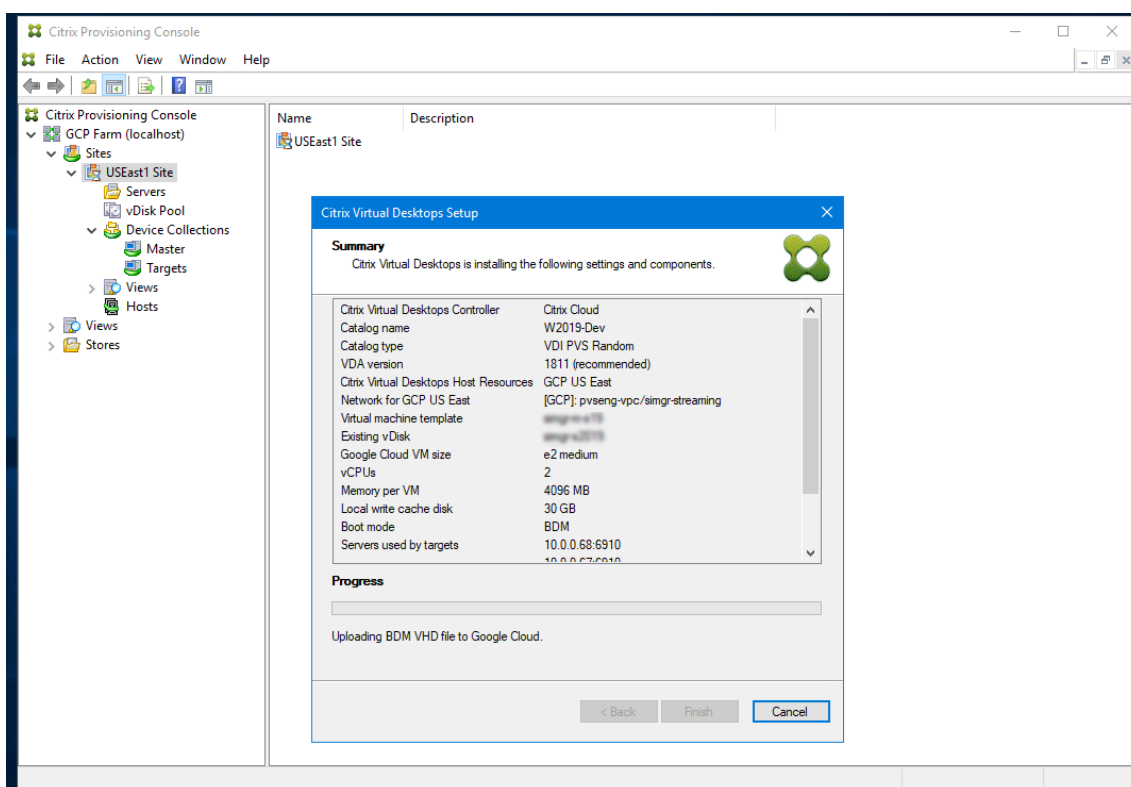 Citrix Provisioning Console
File Action View Window Help
Citrix Provisioning Console
GCP Farm (localhost)
Sites
USEast1 Site
Servers
vDisk Pool
Device Collections
Master
Targets
Views
Hosts
Views
Stores
Name Description
USEast1 Site
Citrix Virtual Desktops Setup
Summary
Citrix Virtual Desktops is installing the following settings and components.
Citrix Virtual Desktops Controller Citrix Cloud
Catalog name W2019-Dev
Catalog type VDI PVS Random
VDA version 1811 (recommended)
Citrix Virtual Desktops Host Resources GCP US East
Network for GCP US East [GCP]: pvseng-vpc/simgr-streaming
Virtual machine template
Existing vDisk
Google Cloud VM size e2 medium
vCPUs 2
Memory per VM 4096 MB
Local write cache disk 30 GB
Boot mode BDM
Servers used by targets 10.0.0.68:6910
10.0.0.67:6910
Progress
Uploading BDM VHD file to Google Cloud.
< Back Finish Cancel